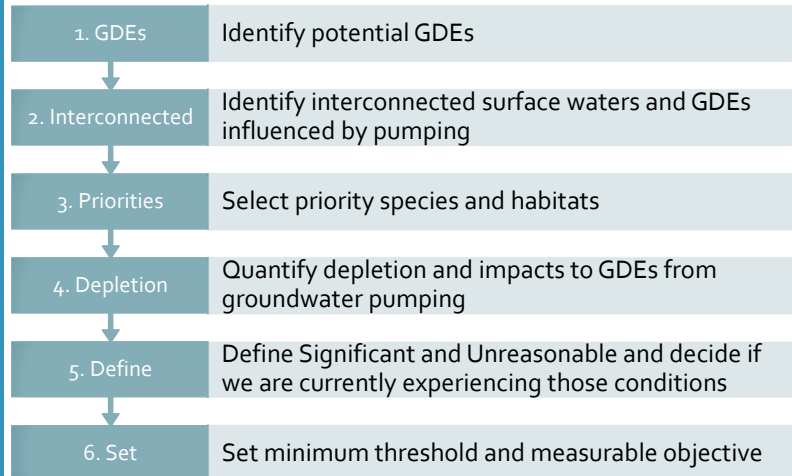 1. GDEs
Identify potential GDEs
2. Interconnected
Identify interconnected surface waters and GDEs
influenced by pumping
3. Priorities
Select priority species and habitats
4. Depletion
Quantify depletion and impacts to GDEs from
groundwater pumping
5. Define
Define Significant and Unreasonable and decide if
we are currently experiencing those conditions
6. Set
Set minimum threshold and measurable objective